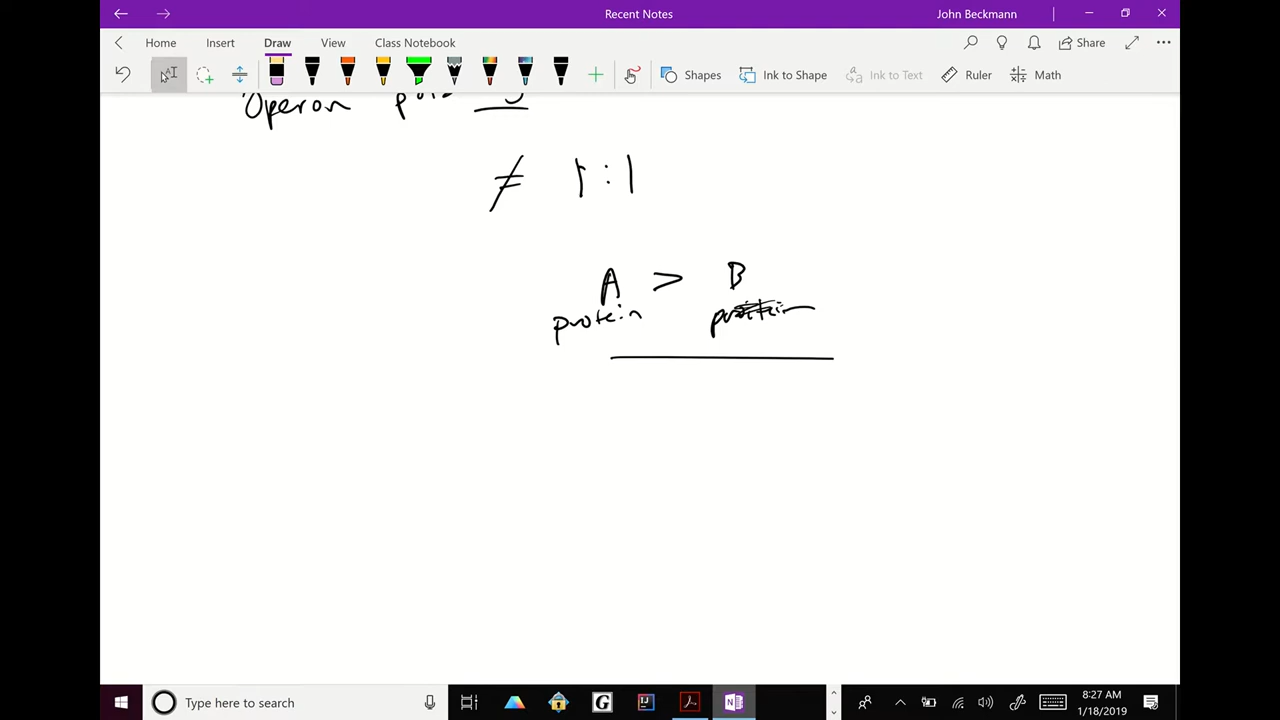 Recent Notes
John Beckmann
Home Insert Draw View Class Notebook
Share
Shapes Ink to Shape Ink to Text Ruler Math
Operon
≠ 1:1
A > B
protein
Type here to search
8:27 AM
1/18/2019